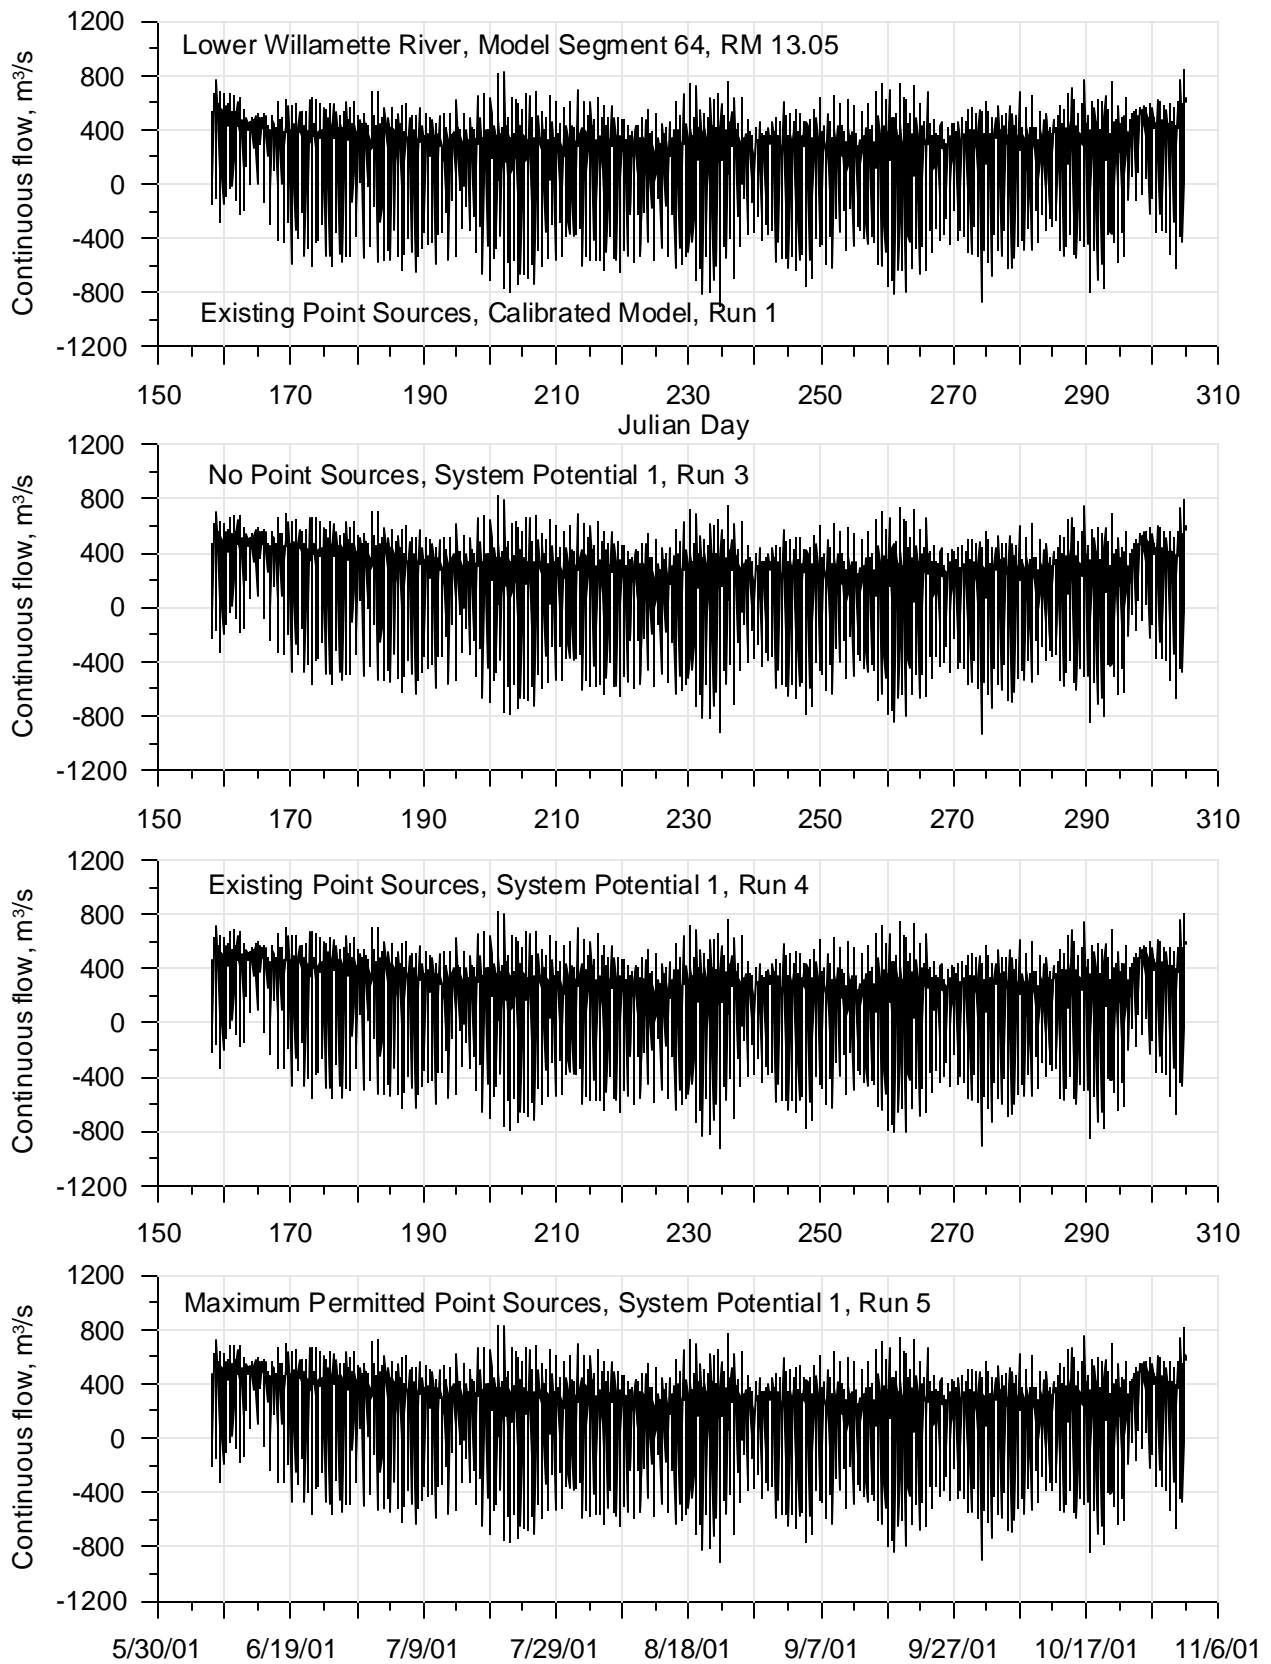 1200
Lower Willamette River, Model Segment 64, RM 13.05
800
400
0
-400
-800
Existing Point Sources, Calibrated Model, Run 1
-1200
Continuous flow, m³/s
150 170 190 210 230 250 270 290 310
Julian Day
1200
No Point Sources, System Potential 1, Run 3
800
400
0
-400
-800
-1200
Continuous flow, m³/s
150 170 190 210 230 250 270 290 310
1200
Existing Point Sources, System Potential 1, Run 4
800
400
0
-400
-800
-1200
Continuous flow, m³/s
150 170 190 210 230 250 270 290 310
1200
Maximum Permitted Point Sources, System Potential 1, Run 5
800
400
0
-400
-800
-1200
Continuous flow, m³/s
5/30/01 6/19/01 7/9/01 7/29/01 8/18/01 9/7/01 9/27/01 10/17/01 11/6/01